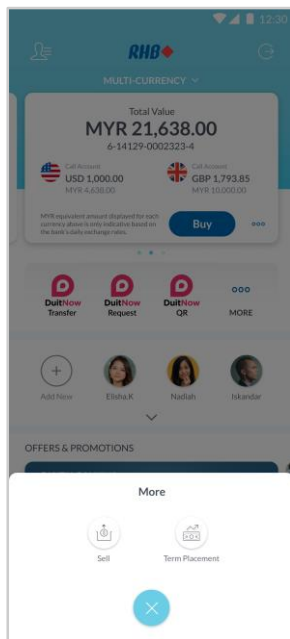 12:30
RHB
MULTI-CURRENCY
Total Value
MYR 21,638.00
6-14129-0002323-4
Call Account
USD 1,000.00
MYR 4,638.00
Call Account
GBP 1,793.85
MYR 10,000.00
MYR equivalent amount displayed for each
currency above is only indicative based on
the bank's daily exchange rates.
Buy
DuitNow
Transfer
DuitNow
Request
DuitNow
QR
MORE
Add New
Elisha.K
Nadiah
Iskandar
OFFERS & PROMOTIONS
More
Sell
Term Placement